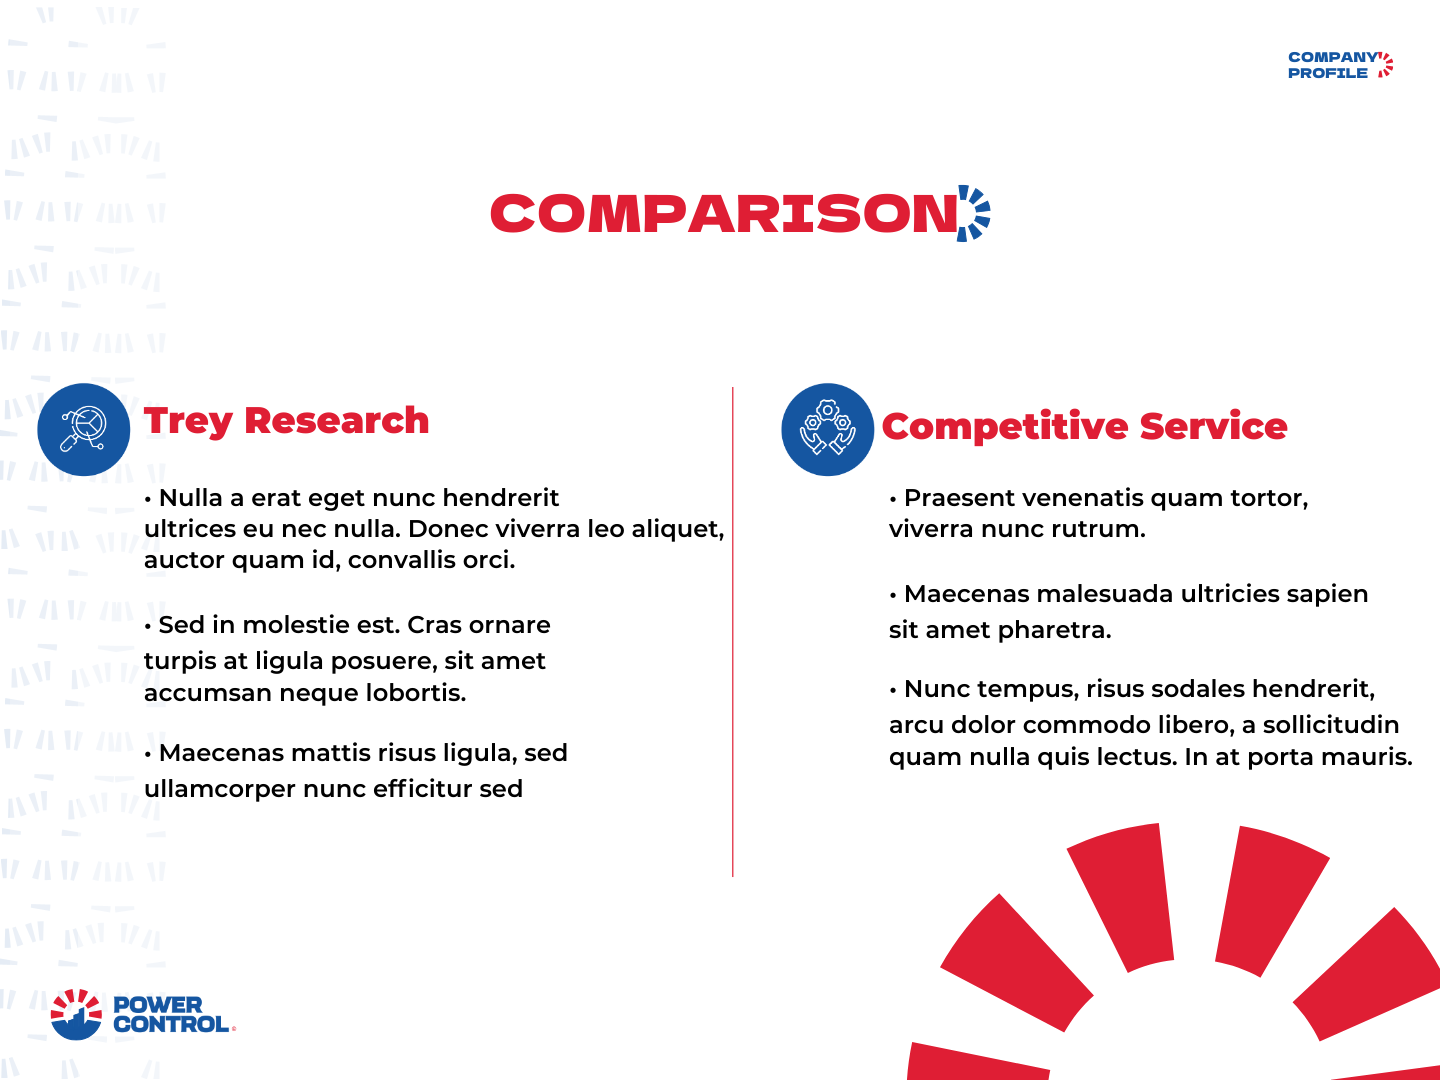 COMPANY
PROFILE
COMPARISON
Trey Research
• Nulla a erat eget nunc hendrerit
ultrices eu nec nulla. Donec viverra leo aliquet,
auctor quam id, convallis orci.
• Sed in molestie est. Cras ornare
turpis at ligula posuere, sit amet
accumsan neque lobortis.
• Maecenas mattis risus ligula, sed
ullamcorper nunc efficitur sed
Competitive Service
• Praesent venenatis quam tortor,
viverra nunc rutrum.
• Maecenas malesuada ultricies sapien
sit amet pharetra.
• Nunc tempus, risus sodales hendrerit,
arcu dolor commodo libero, a sollicitudin
quam nulla quis lectus. In at porta mauris.
POWER
CONTROL